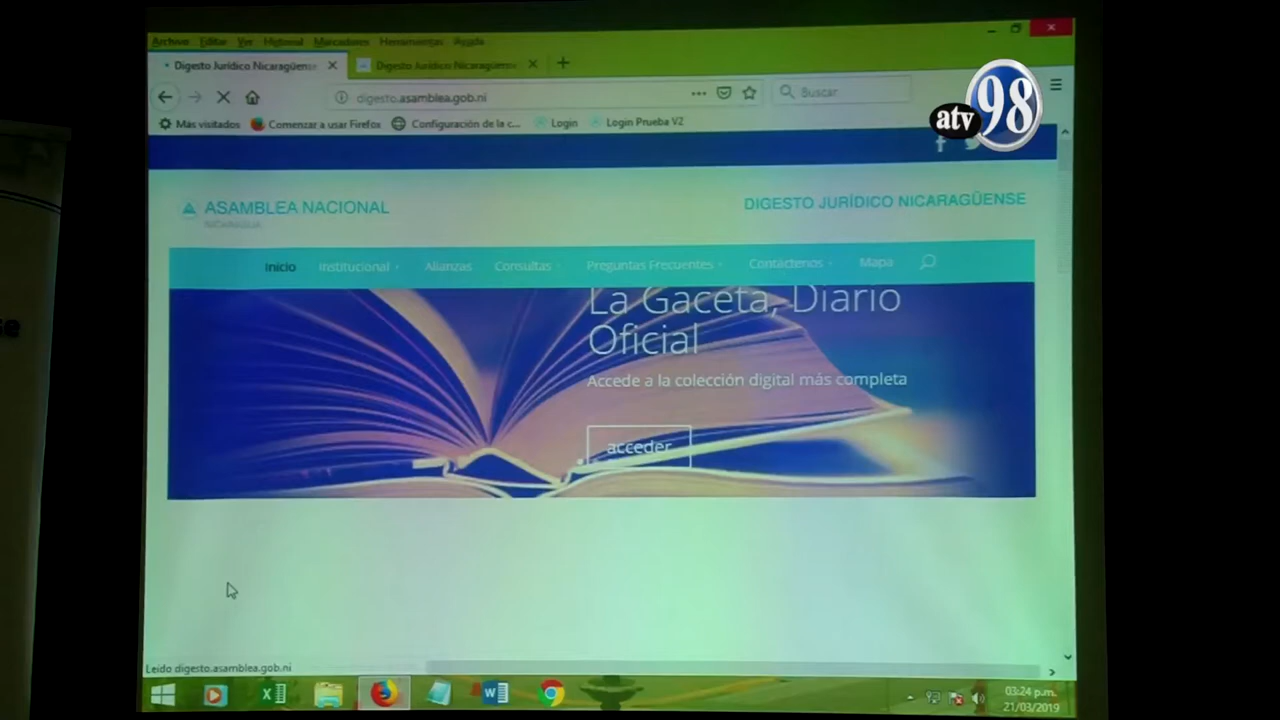 Archivo Editar Ver Historial Marcadores Herramientas Ayuda
Digesto Jurídico Nicaragüense
Digesto Jurídico Nicaragüense
digesto.asamblea.gob.ni
Buscar
Más visitados Comenzar a usar Firefox Configuración de la c... Login Login Prueba V2
atv 98
ASAMBLEA NACIONAL
NICARAGUA
DIGESTO JURÍDICO NICARAGÜENSE
Inicio Institucional Alianzas Consultas Preguntas Frecuentes Contáctenos Mapa
La Gaceta, Diario
Oficial
Accede a la colección digital más completa
acceder
Leído digesto.asamblea.gob.ni
03:24 p.m.
21/03/2019